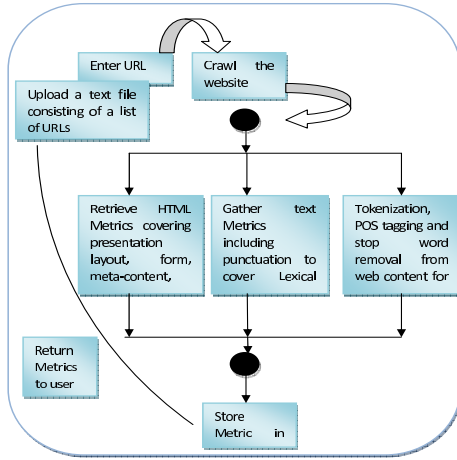 Enter URL
Upload a text file
consisting of a list
of URLs
Crawl the
website
Retrieve HTML
Metrics covering
presentation
layout, form,
meta-content,
Gather text
Metrics
including
punctuation to
cover Lexical
Tokenization,
POS tagging and
stop word
removal from
web content for
Return
Metrics
to user
Store
Metric in